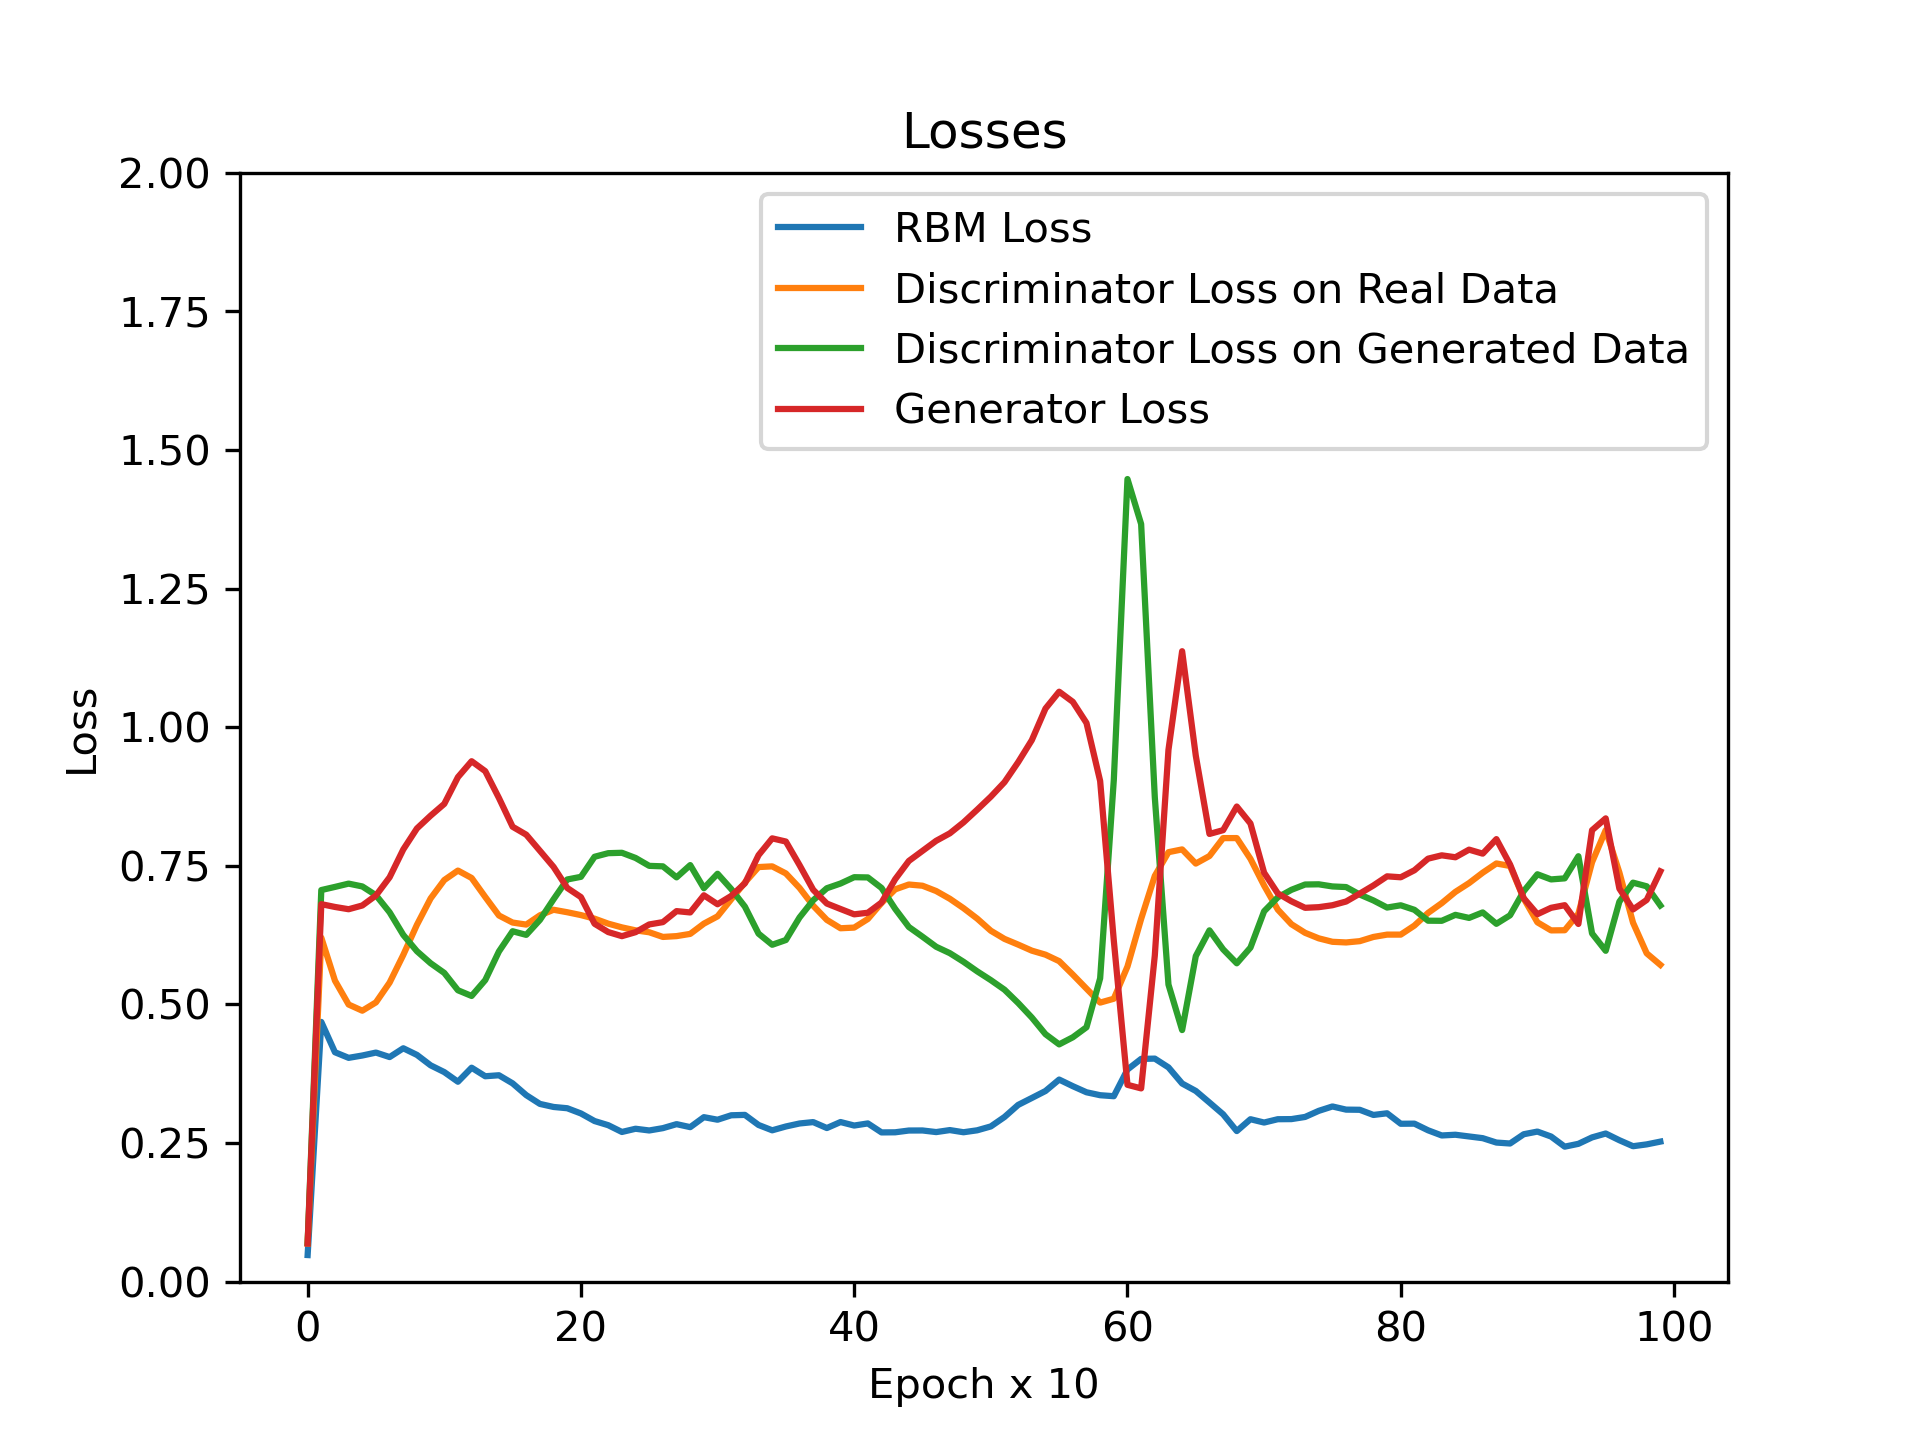 Losses
2.00
1.75
1.50
1.25
1.00
0.75
0.50
0.25
0.00
Loss
RBM Loss
Discriminator Loss on Real Data
Discriminator Loss on Generated Data
Generator Loss
0 20 40 60 80 100
Epoch x 10